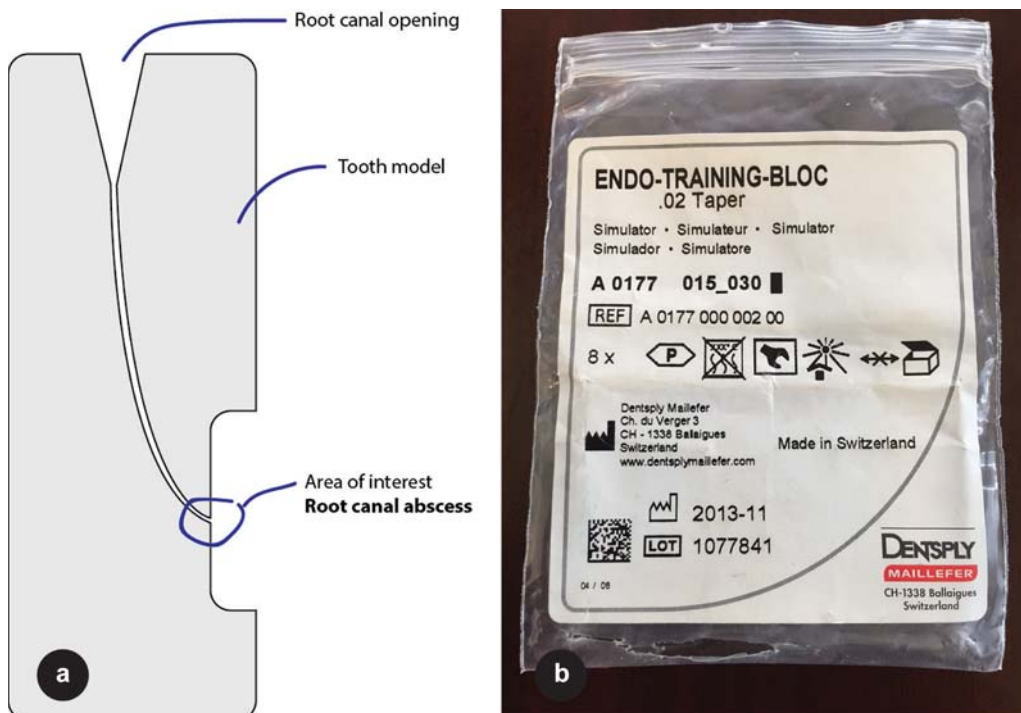 Root canal opening
Tooth model
Area of interest
Root canal abscess
a
ENDO-TRAINING-BLOC
.02 Taper
Simulator · Simulateur · Simulator
Simulador · Simulatore
A 0177 015_030
REF A 0177 000 002 00
8 x P
Dentsply Maillefer
Ch. du Verger 3
CH - 1338 Ballaigues
Switzerland
www.dentsplymaillefer.com
Made in Switzerland
2013-11
LOT 1077841
04 / 06
DENTSPLY
MAILLEFER
CH-1338 Ballaigues
Switzerland
b